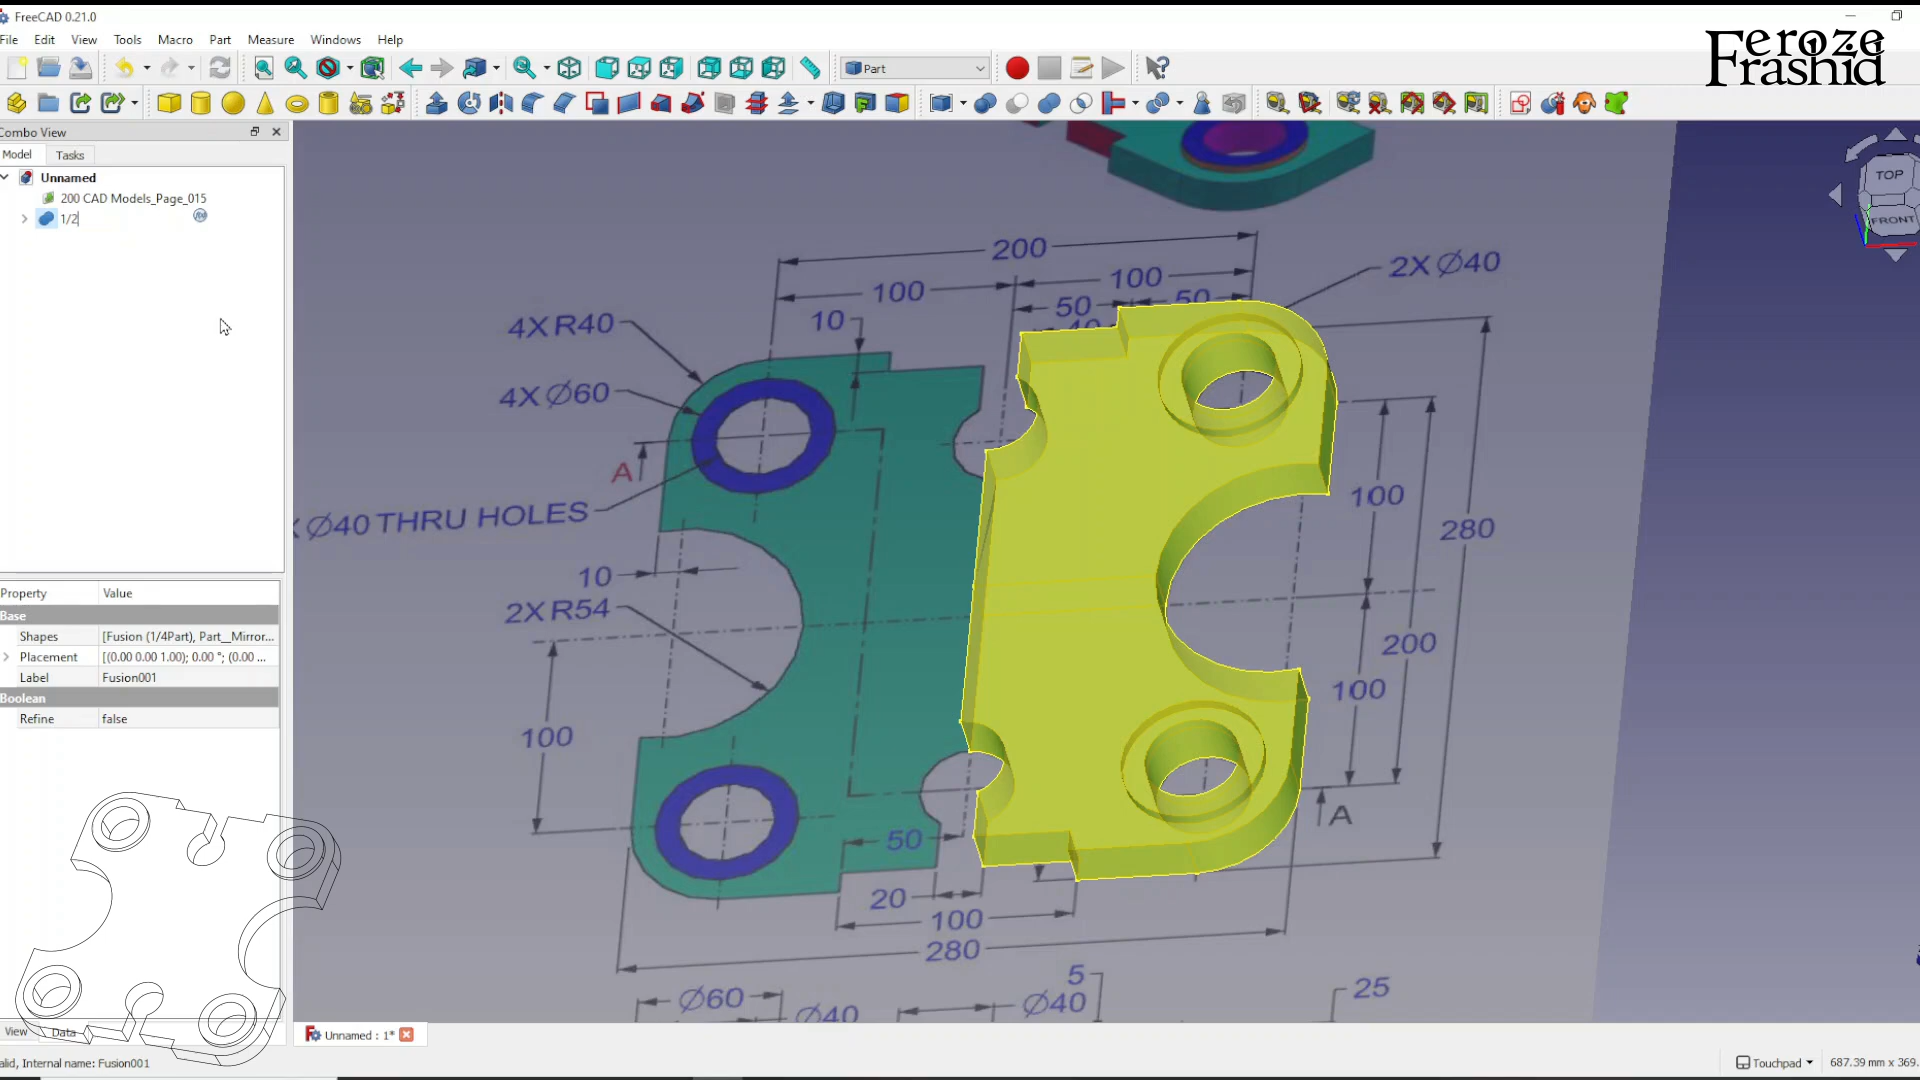 FreeCAD 0.21.0
File Edit View Tools Macro Part Measure Windows Help
Part
Feroze
Frashid
Combo View
Model Tasks
Unnamed
200 CAD Models_Page_015
1/2
TOP
FRONT
200
100 100
50 50
2X Ø40
4X R40
10
4X Ø60
A
Ø40 THRU HOLES
100
280
10
2X R54
200
100
100
A
50
20
100
280
5
Ø60 Ø40 Ø40 25
Property Value
Base
Shapes [Fusion (1/4Part), Part__Mirror...
Placement [(0.00 0.00 1.00); 0.00 °; (0.00 ...
Label Fusion001
Boolean
Refine false
View Data
Unnamed : 1*
alid, Internal name: Fusion001
Touchpad 687.39 mm x 369.